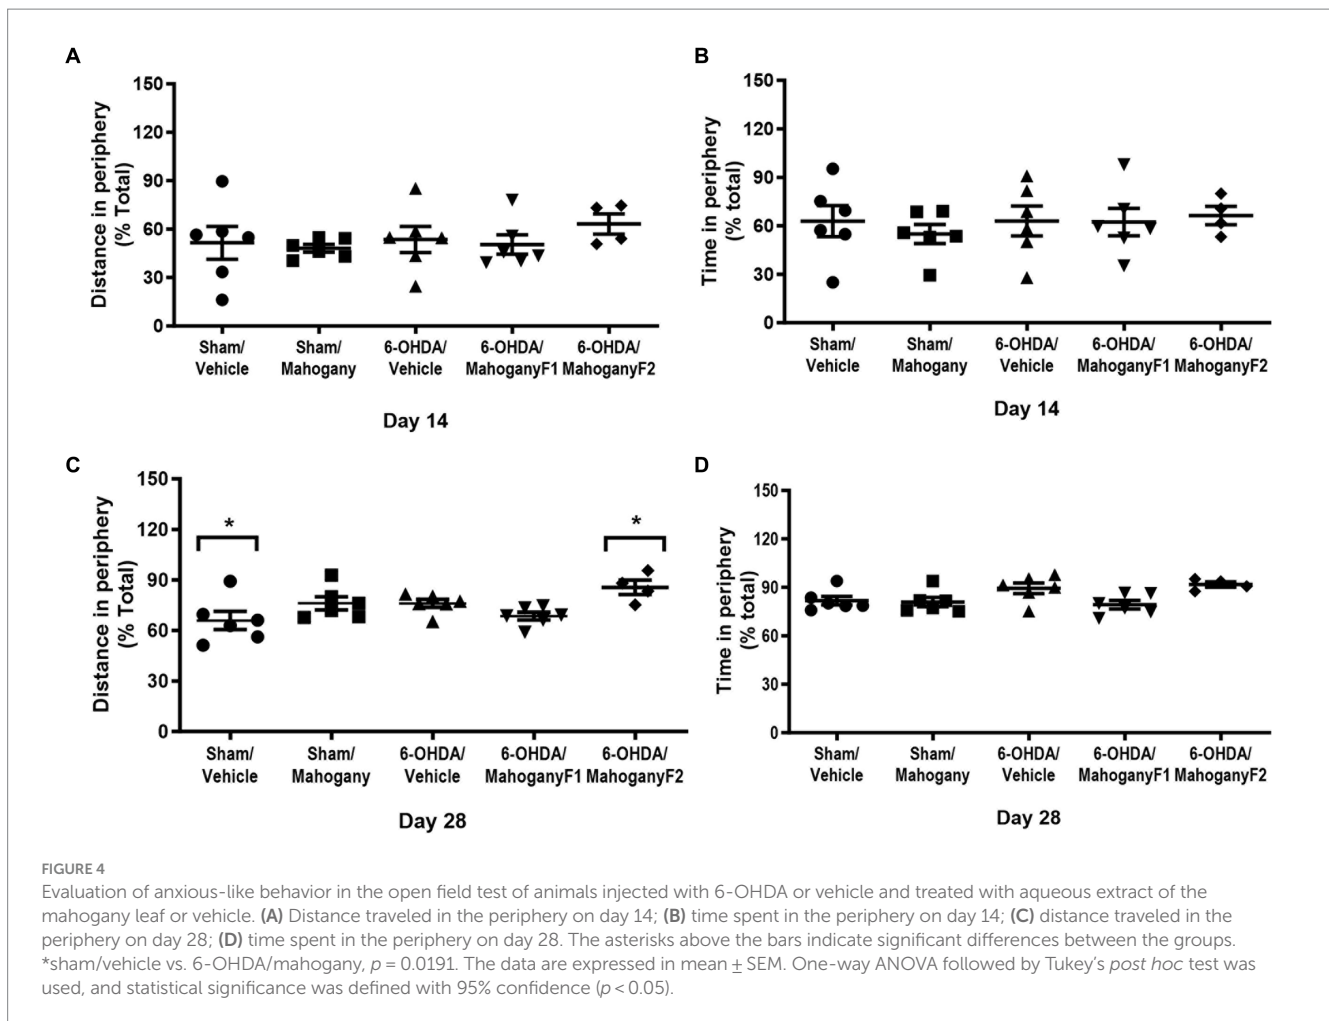 A
Distance in periphery
(% Total)
150
120
90
60
30
0
Sham/
Vehicle
Sham/
Mahogany
6-OHDA/
Vehicle
6-OHDA/
MahoganyF1
6-OHDA/
MahoganyF2
Day 14
B
Time in periphery
(% total)
150
120
90
60
30
0
Sham/
Vehicle
Sham/
Mahogany
6-OHDA/
Vehicle
6-OHDA/
MahoganyF1
6-OHDA/
MahoganyF2
Day 14
C
Distance in periphery
(% Total)
150
120
90
60
30
0
*
*
Sham/
Vehicle
Sham/
Mahogany
6-OHDA/
Vehicle
6-OHDA/
MahoganyF1
6-OHDA/
MahoganyF2
Day 28
D
Time in periphery
(% total)
150
120
90
60
30
0
Sham/
Vehicle
Sham/
Mahogany
6-OHDA/
Vehicle
6-OHDA/
MahoganyF1
6-OHDA/
MahoganyF2
Day 28
FIGURE 4
Evaluation of anxious-like behavior in the open field test of animals injected with 6-OHDA or vehicle and treated with aqueous extract of the
mahogany leaf or vehicle. (A) Distance traveled in the periphery on day 14; (B) time spent in the periphery on day 14; (C) distance traveled in the
periphery on day 28; (D) time spent in the periphery on day 28. The asterisks above the bars indicate significant differences between the groups.
*sham/vehicle vs. 6-OHDA/mahogany, p = 0.0191. The data are expressed in mean ± SEM. One-way ANOVA followed by Tukey's post hoc test was
used, and statistical significance was defined with 95% confidence (p < 0.05).